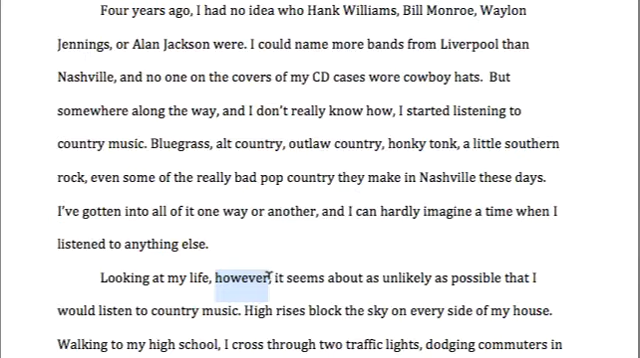 Four years ago, I had no idea who Hank Williams, Bill Monroe, Waylon
Jennings, or Alan Jackson were. I could name more bands from Liverpool than
Nashville, and no one on the covers of my CD cases wore cowboy hats.  But
somewhere along the way, and I don't really know how, I started listening to
country music. Bluegrass, alt country, outlaw country, honky tonk, a little southern
rock, even some of the really bad pop country they make in Nashville these days.
I've gotten into all of it one way or another, and I can hardly imagine a time when I
listened to anything else.
Looking at my life, however, it seems about as unlikely as possible that I
would listen to country music. High rises block the sky on every side of my house.
Walking to my high school, I cross through two traffic lights, dodging commuters in